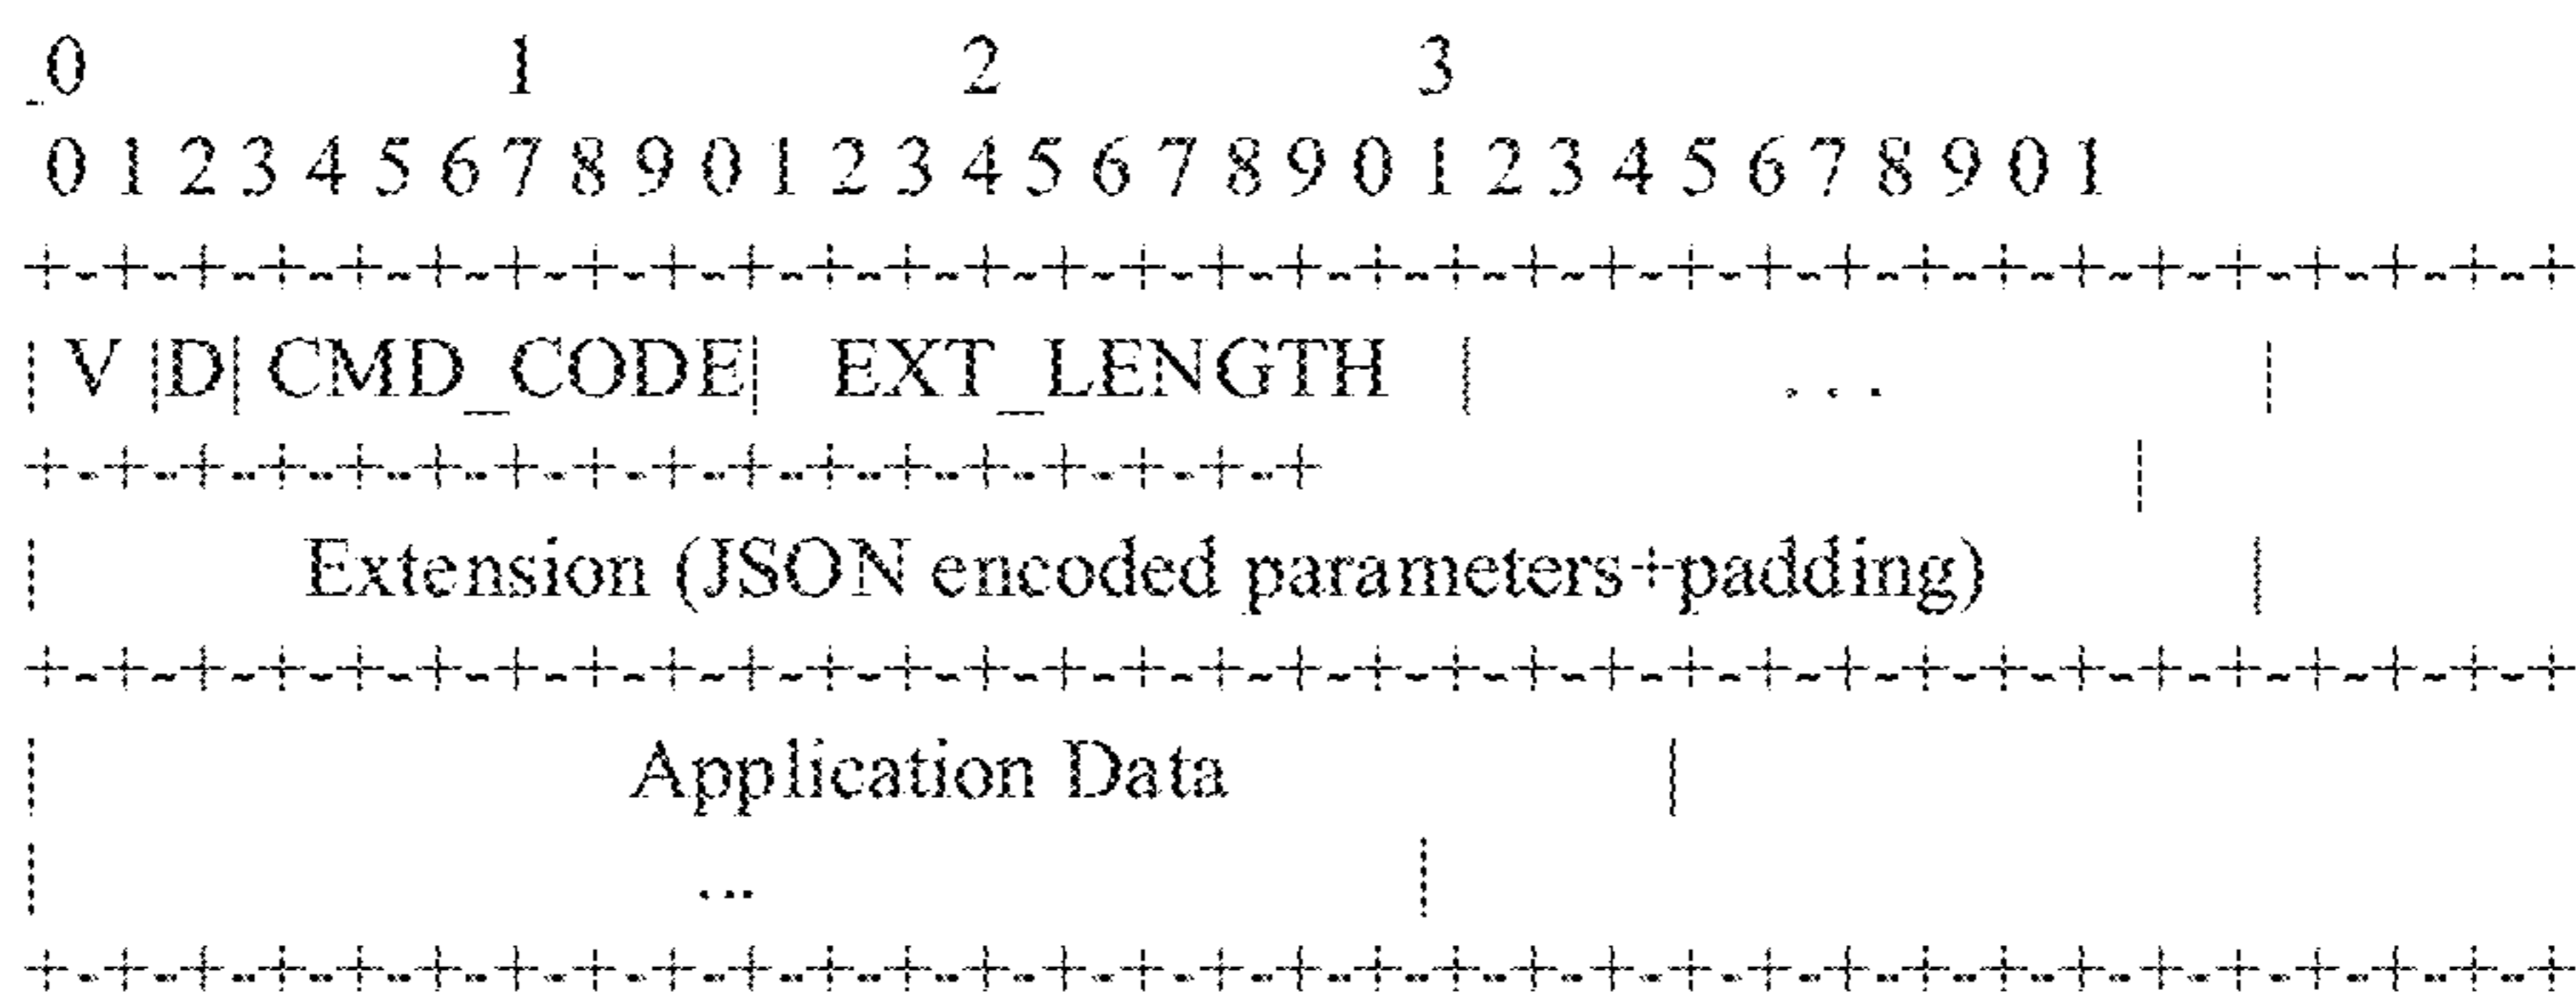 0 1 2 3
0 1 2 3 4 5 6 7 8 9 0 1 2 3 4 5 6 7 8 9 0 1 2 3 4 5 6 7 8 9 0 1
+-+-+-+-+-+-+-+-+-+-+-+-+-+-+-+-+-+-+-+-+-+-+-+-+-+-+-+-+-+-+-+-+
| V |D| CMD_CODE| EXT_LENGTH | ... |
+-+-+-+-+-+-+-+-+-+-+-+-+-+-+-+-+ |
| Extension (JSON encoded parameters+padding) |
+-+-+-+-+-+-+-+-+-+-+-+-+-+-+-+-+-+-+-+-+-+-+-+-+-+-+-+-+-+-+-+-+
| Application Data |
| ... |
+-+-+-+-+-+-+-+-+-+-+-+-+-+-+-+-+-+-+-+-+-+-+-+-+-+-+-+-+-+-+-+-+